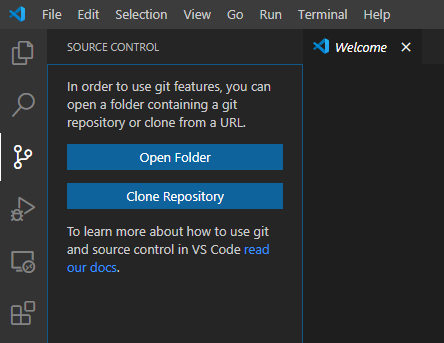 File Edit Selection View Go Run Terminal Help
SOURCE CONTROL
Welcome
In order to use git features, you can
open a folder containing a git
repository or clone from a URL.
Open Folder
Clone Repository
To learn more about how to use git
and source control in VS Code read
our docs.